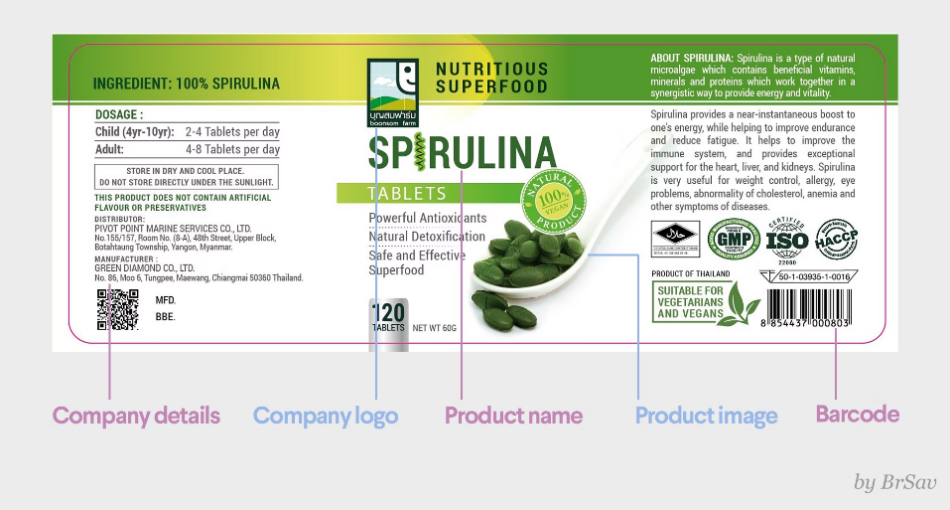 INGREDIENT: 100% SPIRULINA
DOSAGE :
Child (4yr-10yr): 2-4 Tablets per day
Adult: 4-8 Tablets per day
STORE IN DRY AND COOL PLACE.
DO NOT STORE DIRECTLY UNDER THE SUNLIGHT.
THIS PRODUCT DOES NOT CONTAIN ARTIFICIAL
FLAVOUR OR PRESERVATIVES
DISTRIBUTOR:
PIVOT POINT MARINE SERVICES CO., LTD.
No.155/157, Room No. (8-A), 48th Street, Upper Block,
Botahtaung Township, Yangon, Myanmar.
MANUFACTURER :
GREEN DIAMOND CO., LTD.
No. 86, Moo 6, Tungpee, Maewang, Chiangmai 50360 Thailand.
MFD.
BBE.
บุญสมฟาร์ม
boonsom farm
NUTRITIOUS
SUPERFOOD
SPIRULINA
TABLETS
NATURAL
100%
VEGAN
PRODUCT
Powerful Antioxidants
Natural Detoxification
Safe and Effective
Superfood
120
TABLETS
NET WT 60G
ABOUT SPIRULINA: Spirulina is a type of natural
microalgae which contains beneficial vitamins,
minerals and proteins which work together in a
synergistic way to provide energy and vitality.
Spirulina provides a near-instantaneous boost to
one's energy, while helping to improve endurance
and reduce fatigue. It helps to improve the
immune system, and provides exceptional
support for the heart, liver, and kidneys. Spirulina
is very useful for weight control, allergy, eye
problems, abnormality of cholesterol, anemia and
other symptoms of diseases.
حلال
GMP
CERTIFIED
ISO
22000
HACCP
PRODUCT OF THAILAND
50-1-03935-1-0016
SUITABLE FOR
VEGETARIANS
AND VEGANS
8 854437 000803
Company details
Company logo
Product name
Product image
Barcode
by BrSav